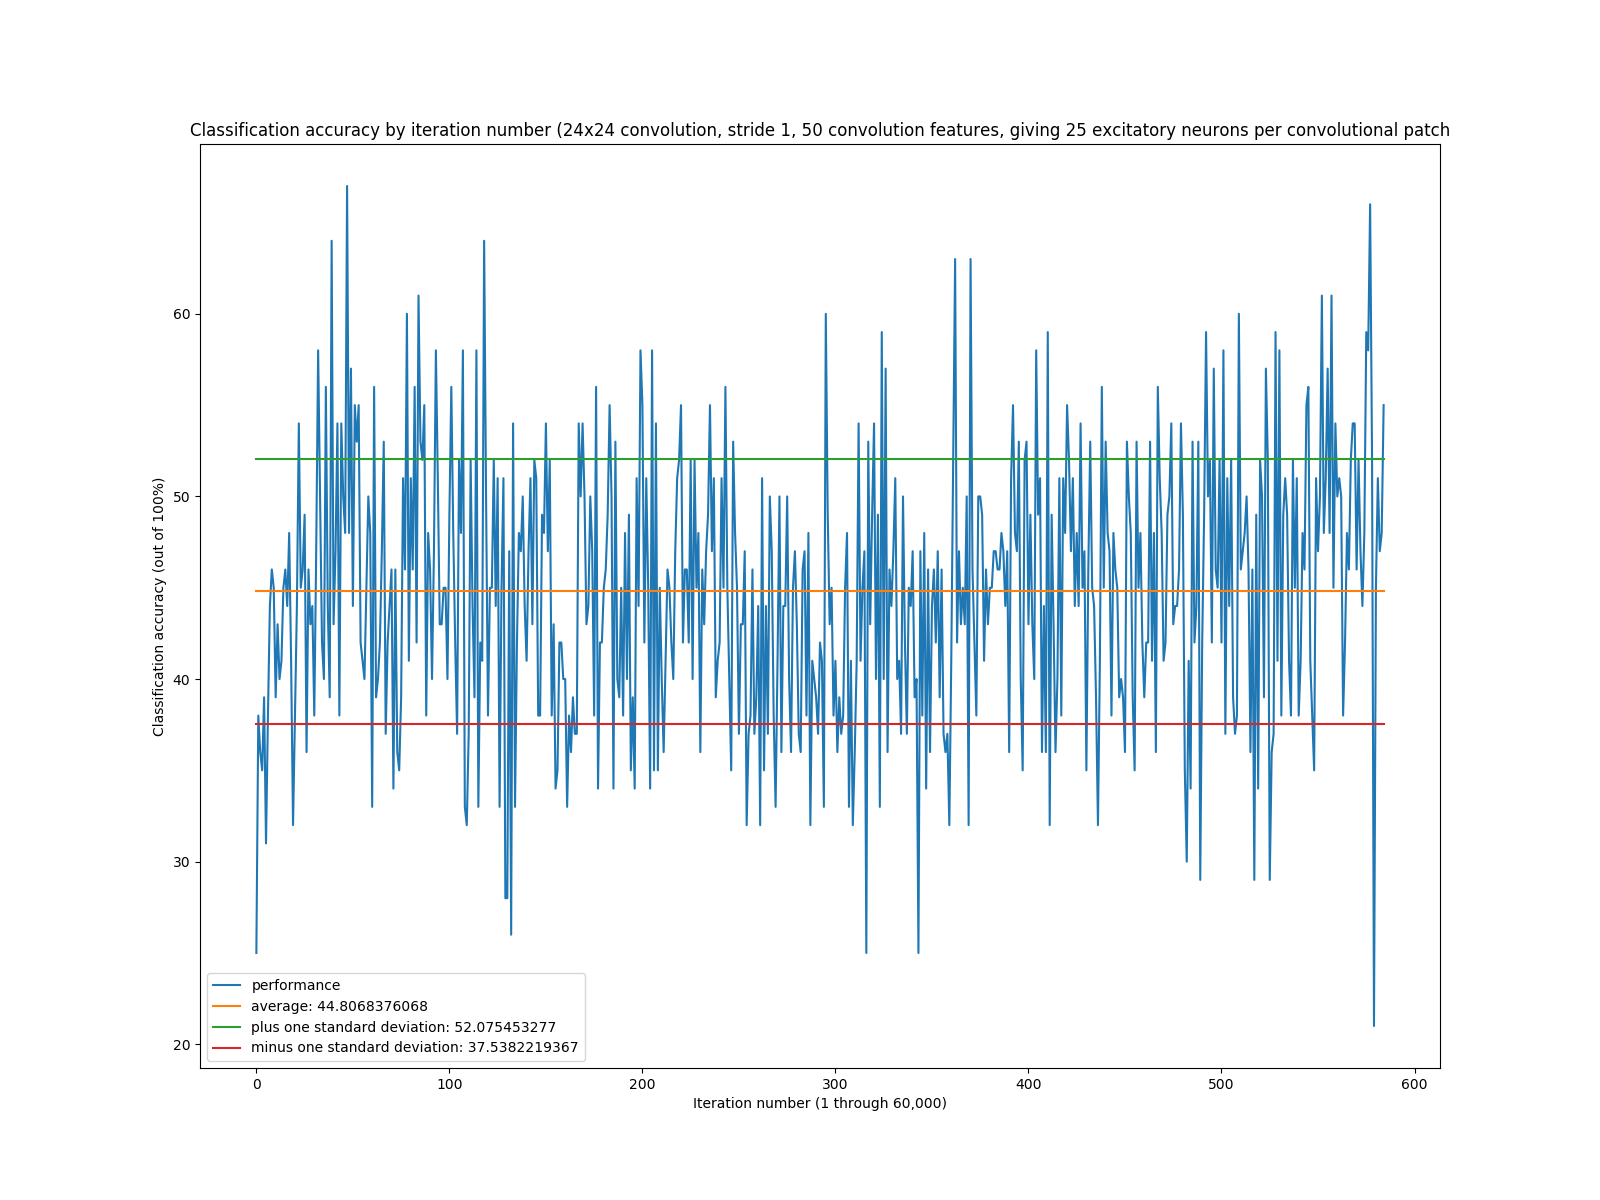 Classification accuracy by iteration number (24x24 convolution, stride 1, 50 convolution features, giving 25 excitatory neurons per convolutional patch
Classification accuracy (out of 100%)
60
50
40
30
20
performance
average: 44.8068376068
plus one standard deviation: 52.075453277
minus one standard deviation: 37.5382219367
0 100 200 300 400 500 600
Iteration number (1 through 60,000)